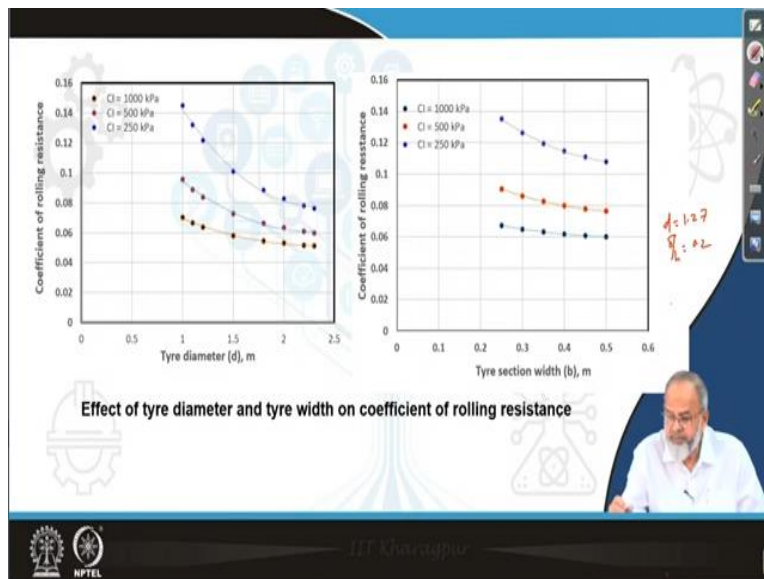 0.16
0.14
0.12
0.1
0.08
0.06
0.04
0.02
0
CI = 1000 kPa
CI = 500 kPa
CI = 250 kPa
Coefficient of rolling resistance
0
0.5
1
1.5
2
2.5
Tyre diameter (d), m
0.16
0.14
0.12
0.1
0.08
0.06
0.04
0.02
0
CI = 1000 kPa
CI = 500 kPa
CI = 250 kPa
Coefficient of rolling resstance
0
0.1
0.2
0.3
0.4
0.5
0.6
Tyre section width (b), m
d=1.27
Effect of tyre diameter and tyre width on coefficient of rolling resistance
IIT Kharagpur
NPTEL